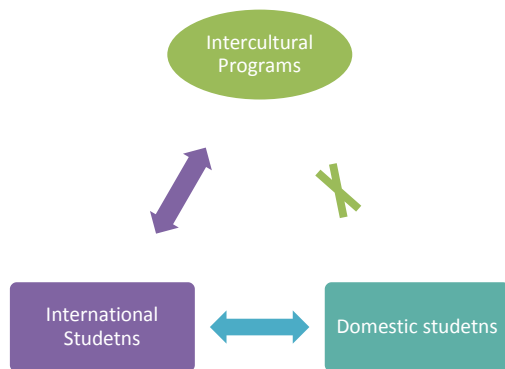 Intercultural
Programs
International
Studetns
Domestic studetns